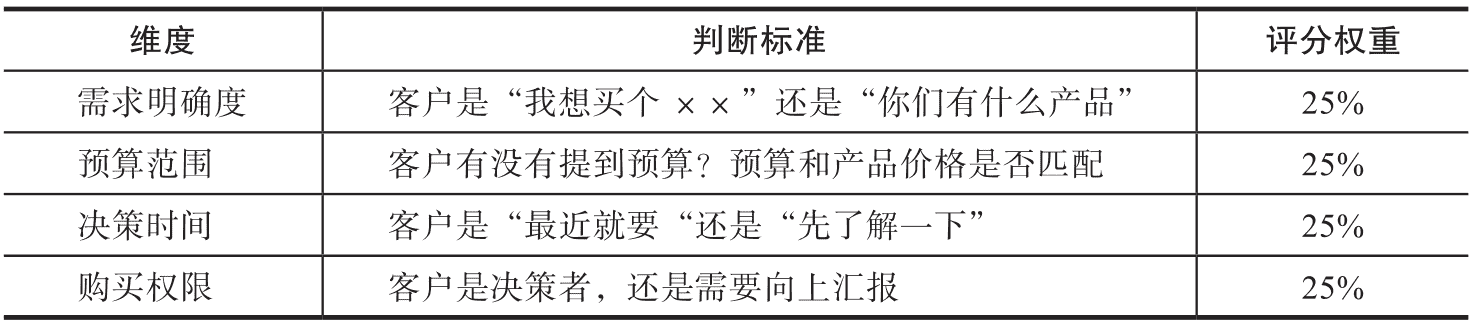 维度 判断标准 评分权重
需求明确度 客户是“我想买个 × × ”还是“你们有什么产品” 25%
预算范围 客户有没有提到预算？预算和产品价格是否匹配 25%
决策时间 客户是“最近就要“还是“先了解一下” 25%
购买权限 客户是决策者，还是需要向上汇报 25%